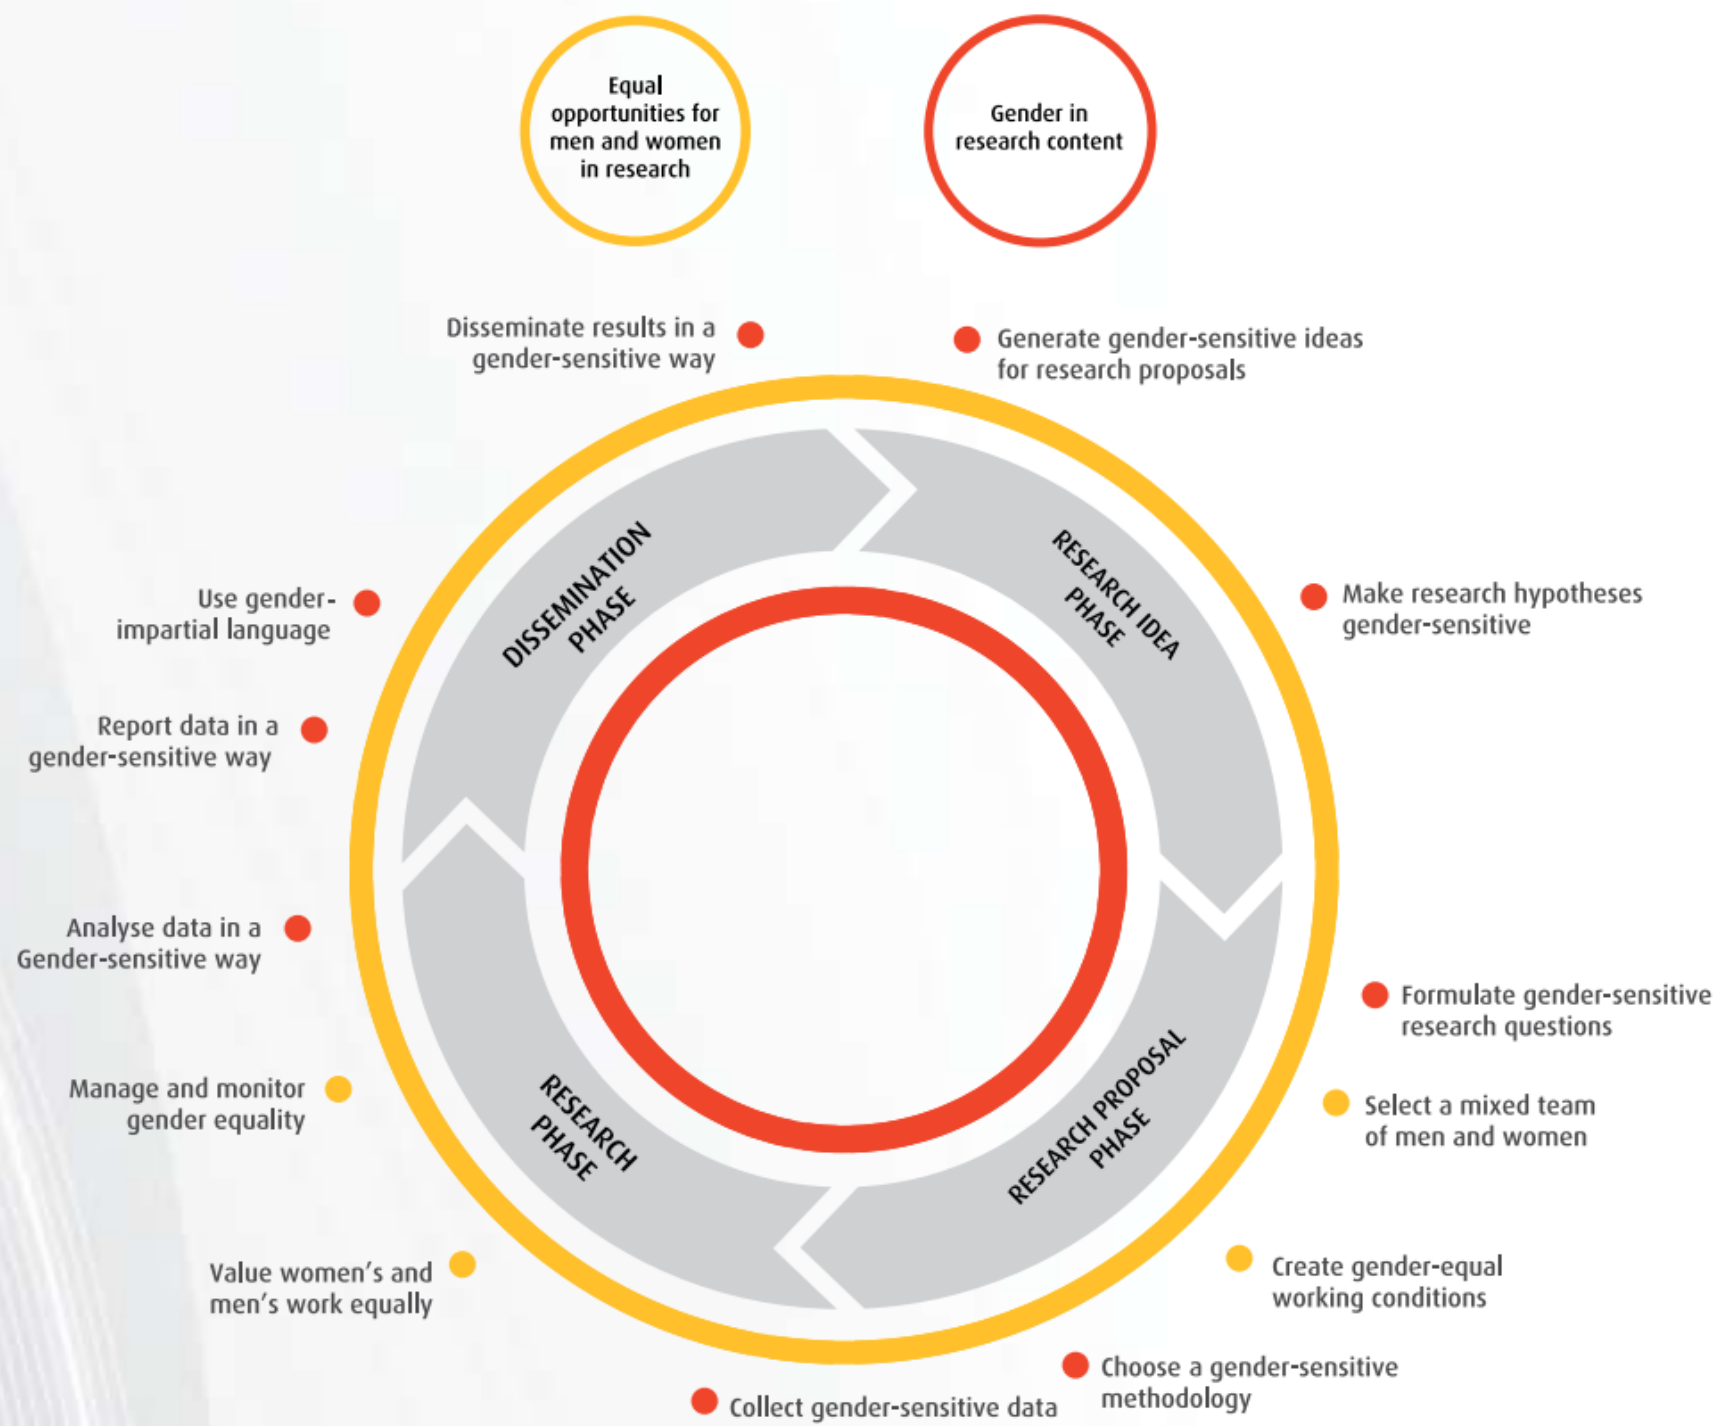 Equal
opportunities for
men and women
in research
Gender in
research content
Disseminate results in a
gender-sensitive way
Generate gender-sensitive ideas
for research proposals
DISSEMINATION
PHASE
RESEARCH IDEA
PHASE
Use gender-
impartial language
Make research hypotheses
gender-sensitive
Report data in a
gender-sensitive way
Analyse data in a
Gender-sensitive way
Formulate gender-sensitive
research questions
Manage and monitor
gender equality
RESEARCH
PHASE
RESEARCH PROPOSAL
PHASE
Select a mixed team
of men and women
Value women’s and
men’s work equally
Create gender-equal
working conditions
Choose a gender-sensitive
methodology
Collect gender-sensitive data